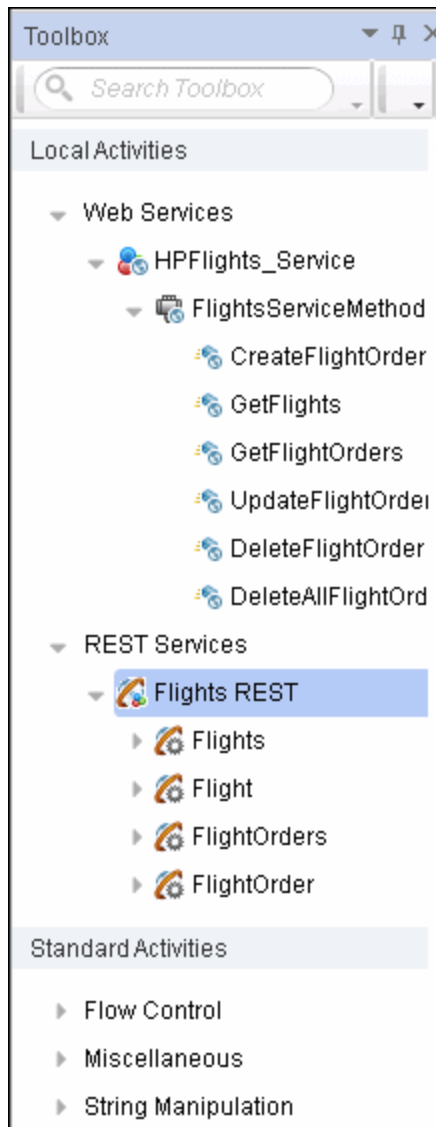 Toolbox
Search Toolbox
Local Activities
Web Services
HPFlights_Service
FlightsServiceMethod
CreateFlightOrder
GetFlights
GetFlightOrders
UpdateFlightOrder
DeleteFlightOrder
DeleteAllFlightOrd
REST Services
Flights REST
Flights
Flight
FlightOrders
FlightOrder
Standard Activities
Flow Control
Miscellaneous
String Manipulation